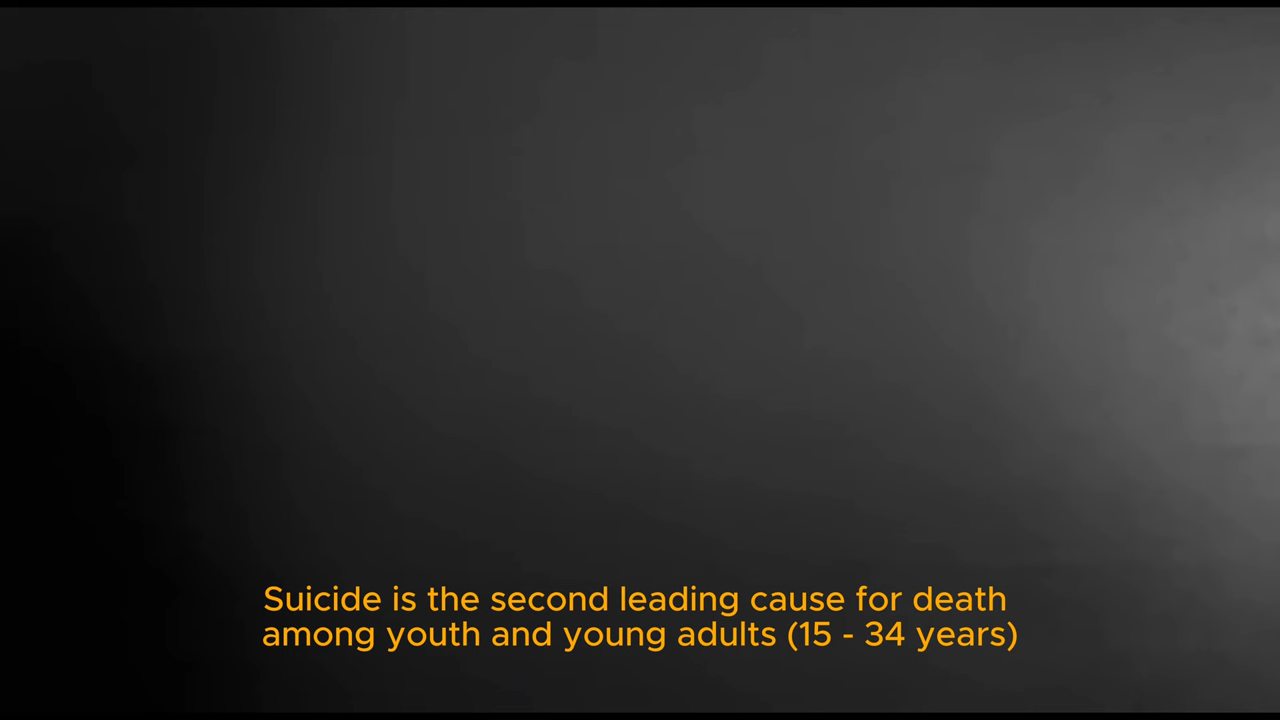 Suicide is the second leading cause for death
among youth and young adults (15 - 34 years)